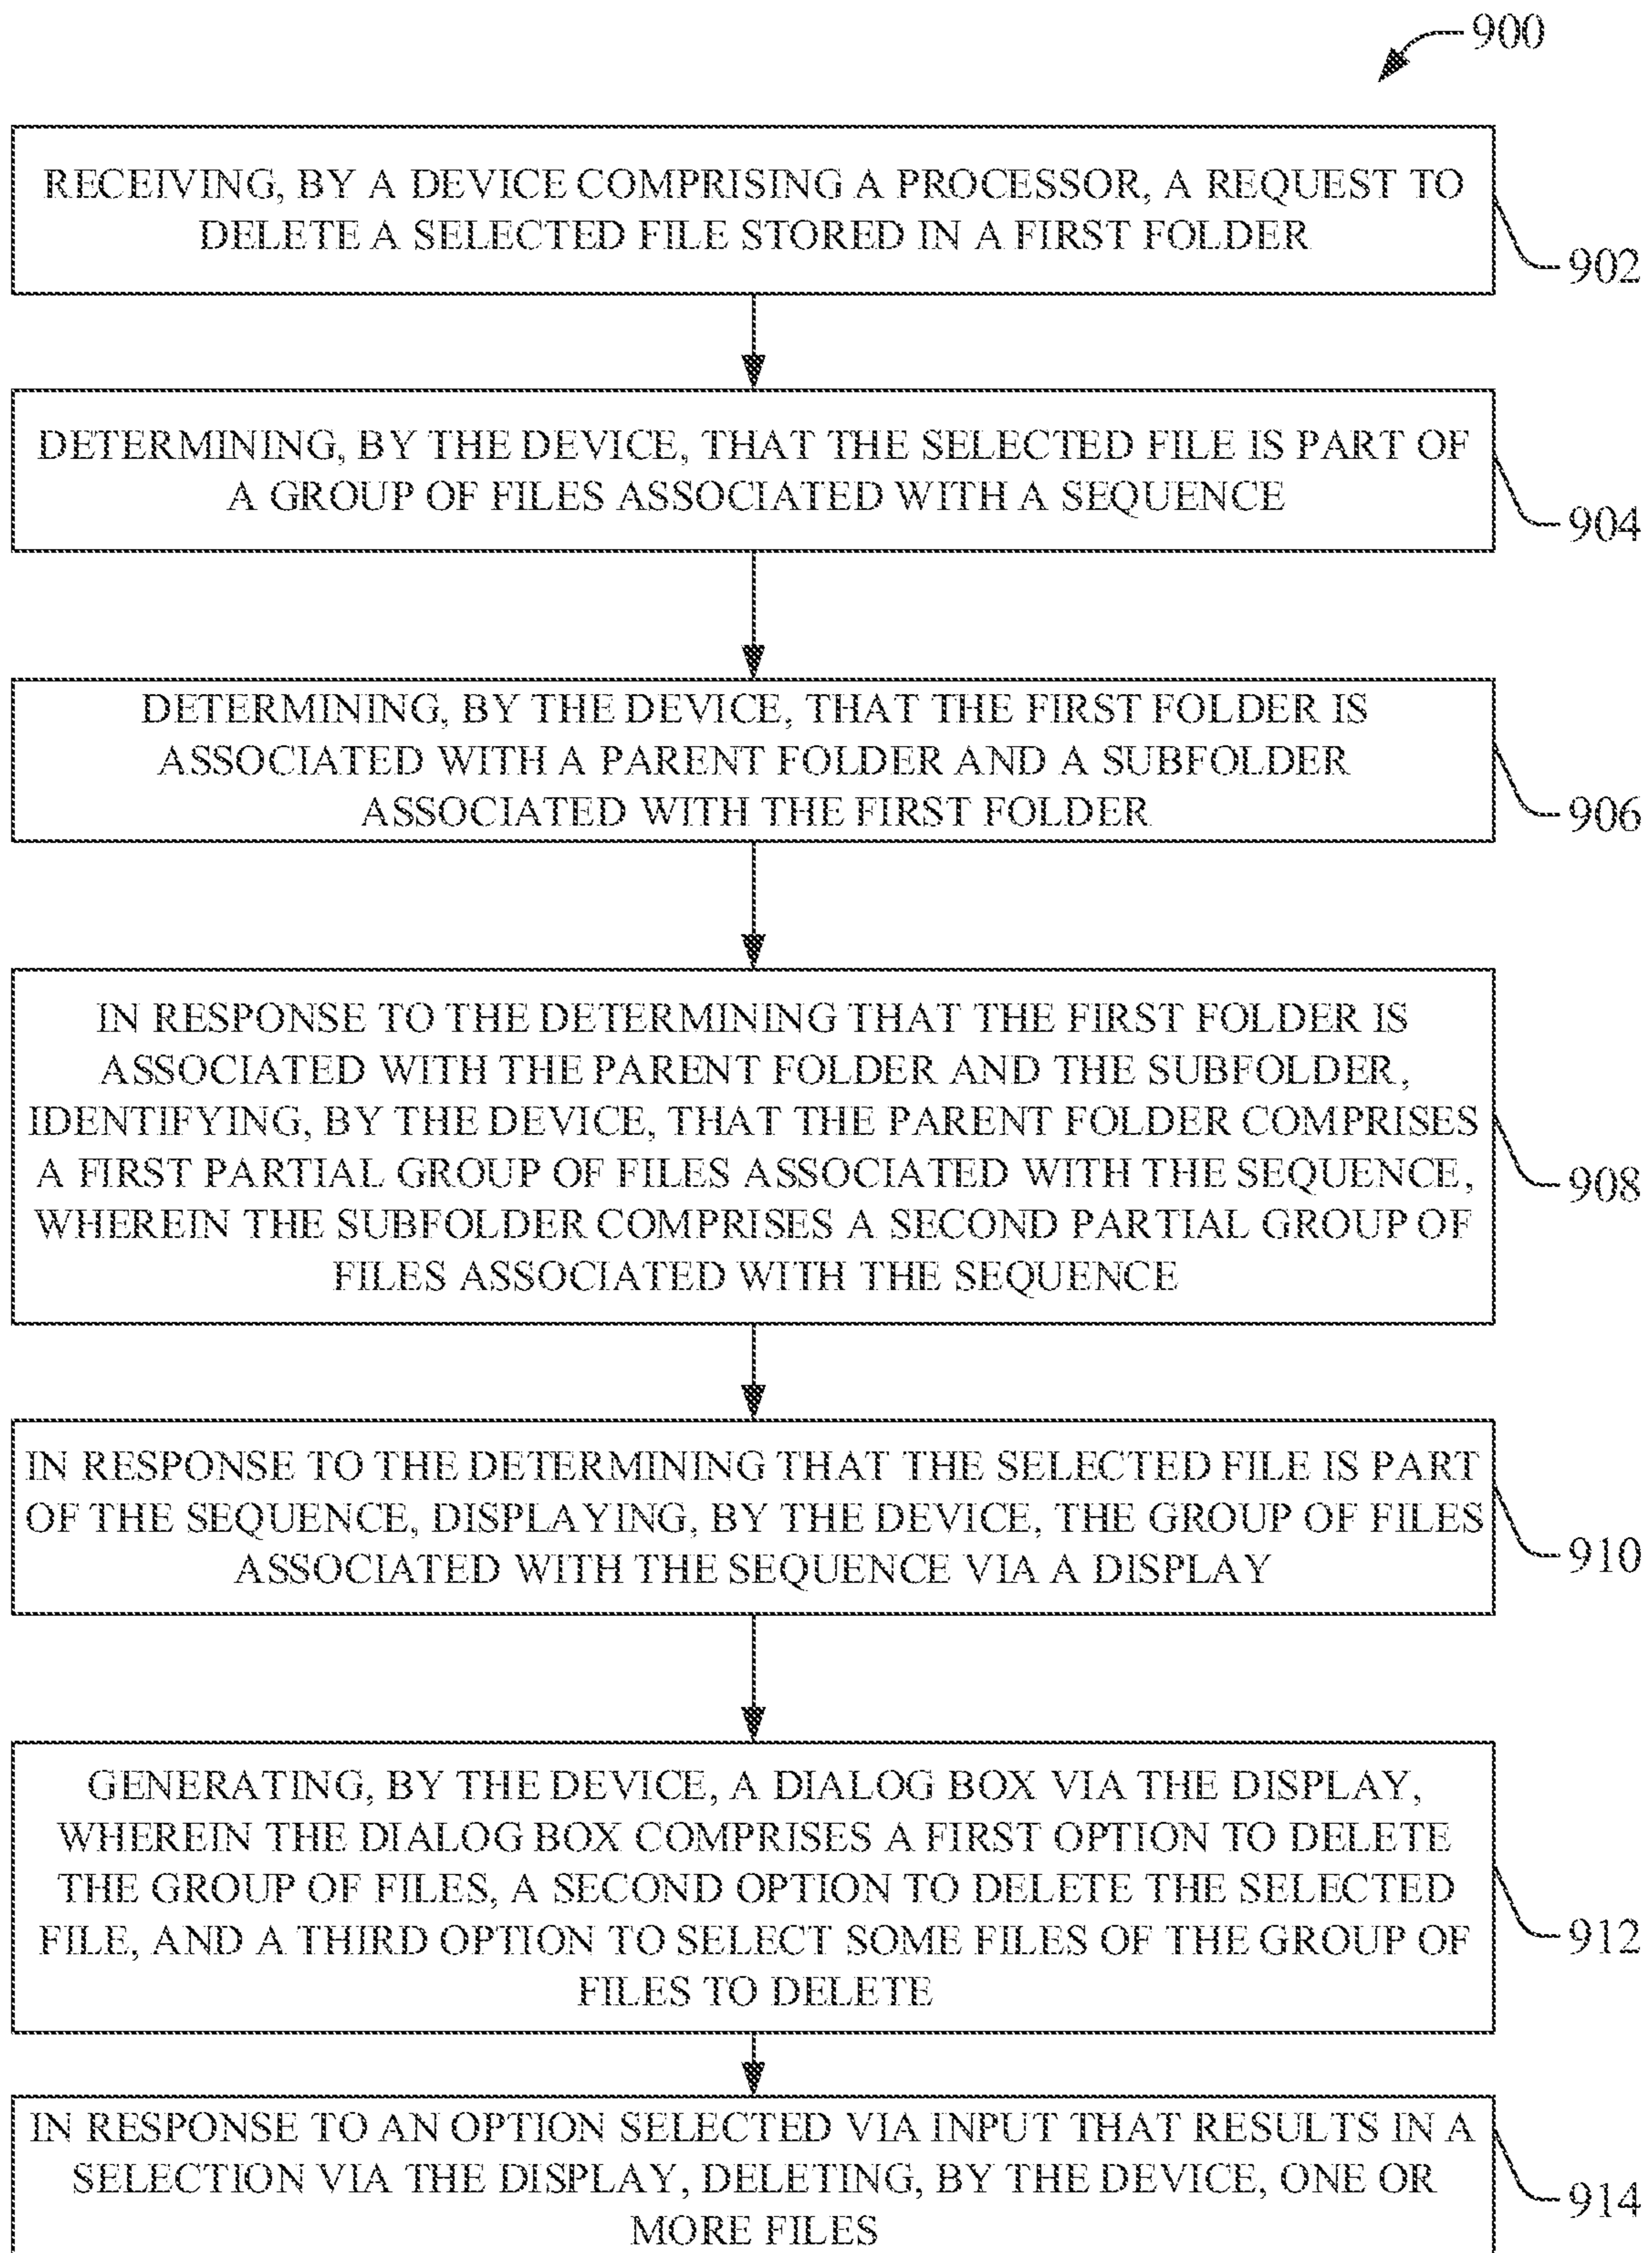 900
RECEIVING, BY A DEVICE COMPRISING A PROCESSOR, A REQUEST TO
DELETE A SELECTED FILE STORED IN A FIRST FOLDER
902
DETERMINING, BY THE DEVICE, THAT THE SELECTED FILE IS PART OF
A GROUP OF FILES ASSOCIATED WITH A SEQUENCE
904
DETERMINING, BY THE DEVICE, THAT THE FIRST FOLDER IS
ASSOCIATED WITH A PARENT FOLDER AND A SUBFOLDER
ASSOCIATED WITH THE FIRST FOLDER
906
IN RESPONSE TO THE DETERMINING THAT THE FIRST FOLDER IS
ASSOCIATED WITH THE PARENT FOLDER AND THE SUBFOLDER,
IDENTIFYING, BY THE DEVICE, THAT THE PARENT FOLDER COMPRISES
A FIRST PARTIAL GROUP OF FILES ASSOCIATED WITH THE SEQUENCE,
WHEREIN THE SUBFOLDER COMPRISES A SECOND PARTIAL GROUP OF
FILES ASSOCIATED WITH THE SEQUENCE
908
IN RESPONSE TO THE DETERMINING THAT THE SELECTED FILE IS PART
OF THE SEQUENCE, DISPLAYING, BY THE DEVICE, THE GROUP OF FILES
ASSOCIATED WITH THE SEQUENCE VIA A DISPLAY
910
GENERATING, BY THE DEVICE, A DIALOG BOX VIA THE DISPLAY,
WHEREIN THE DIALOG BOX COMPRISES A FIRST OPTION TO DELETE
THE GROUP OF FILES, A SECOND OPTION TO DELETE THE SELECTED
FILE, AND A THIRD OPTION TO SELECT SOME FILES OF THE GROUP OF
FILES TO DELETE
912
IN RESPONSE TO AN OPTION SELECTED VIA INPUT THAT RESULTS IN A
SELECTION VIA THE DISPLAY, DELETING, BY THE DEVICE, ONE OR
MORE FILES
914